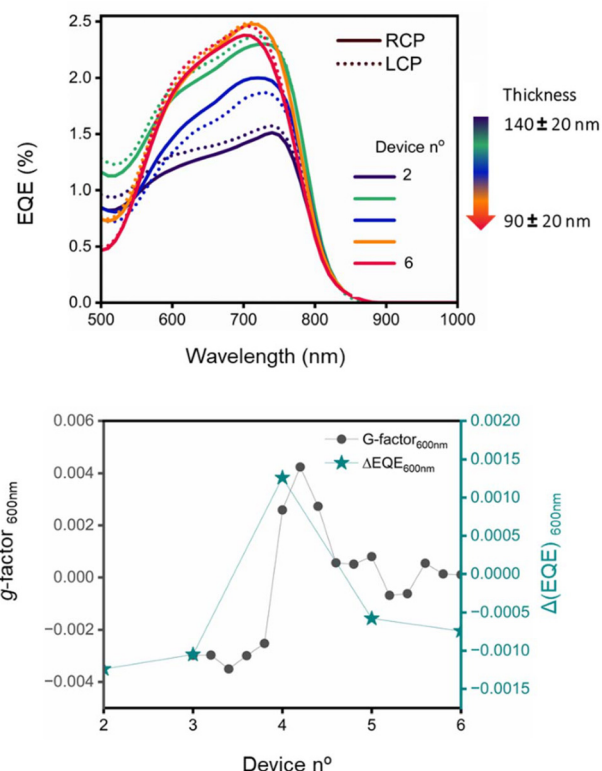 2.5
2.0
1.5
1.0
0.5
0.0
EQE (%)
RCP
LCP
Device nº
2
6
500 600 700 800 900 1000
Wavelength (nm)
Thickness
140 ± 20 nm
90 ± 20 nm
0.006
0.004
0.002
0.000
−0.002
−0.004
g-factor 600nm
G-factor600nm
ΔEQE600nm
0.0020
0.0015
0.0010
0.0005
0.0000
−0.0005
−0.0010
−0.0015
Δ(EQE) 600nm
2 3 4 5 6
Device nº